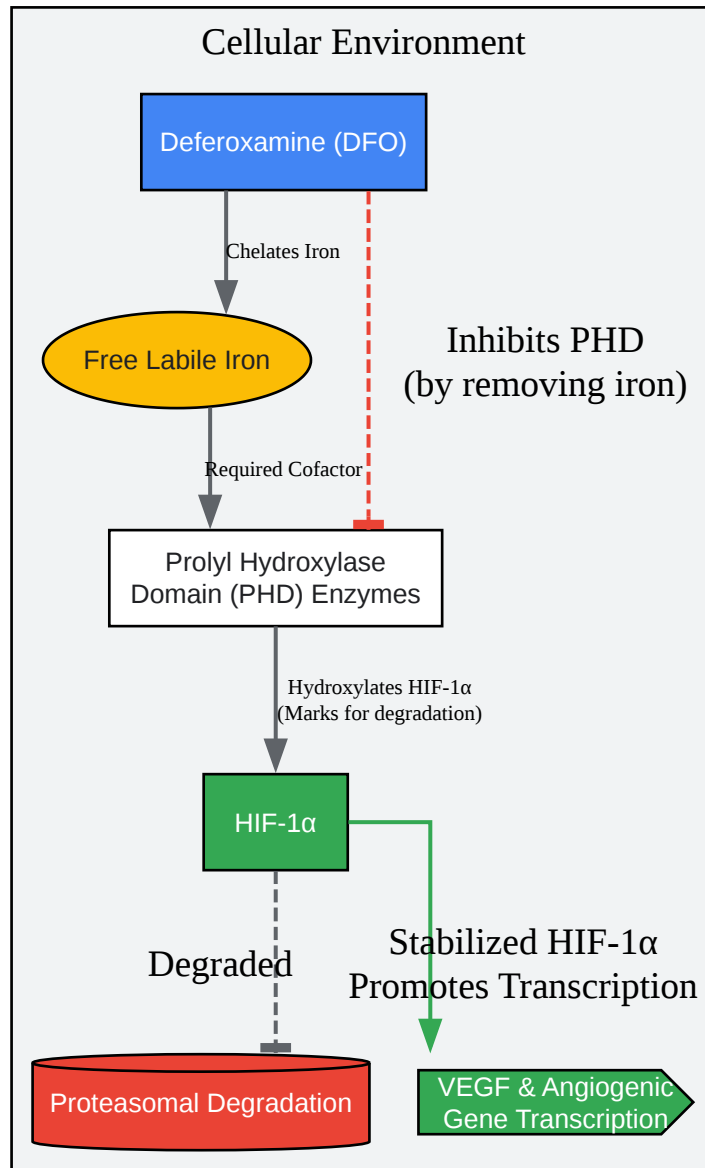 Cellular Environment
Deferoxamine (DFO)
Chelates Iron
Free Labile Iron
Inhibits PHD
(by removing iron)
Required Cofactor
Prolyl Hydroxylase
Domain (PHD) Enzymes
Hydroxylates HIF-1α
(Marks for degradation)
HIF-1α
Degraded
Stabilized HIF-1α
Promotes Transcription
Proteasomal Degradation
VEGF & Angiogenic
Gene Transcription